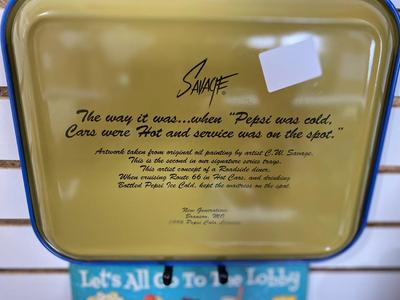 SAVAGE ®
The way it was...when "Pepsi was cold,
Cars were Hot and service was on the spot."
Artwork taken from original oil painting by artist C.W. Savage.
This is the second in our signature series trays.
This artist concept of a Roadside diner.
When cruising Route 66 in Hot Cars, and drinking
Bottled Pepsi Ice Cold, kept the waitress on the spot.
New Generations
Branson, MO
Pepsi Cola License
Let's All Go To The Lobby